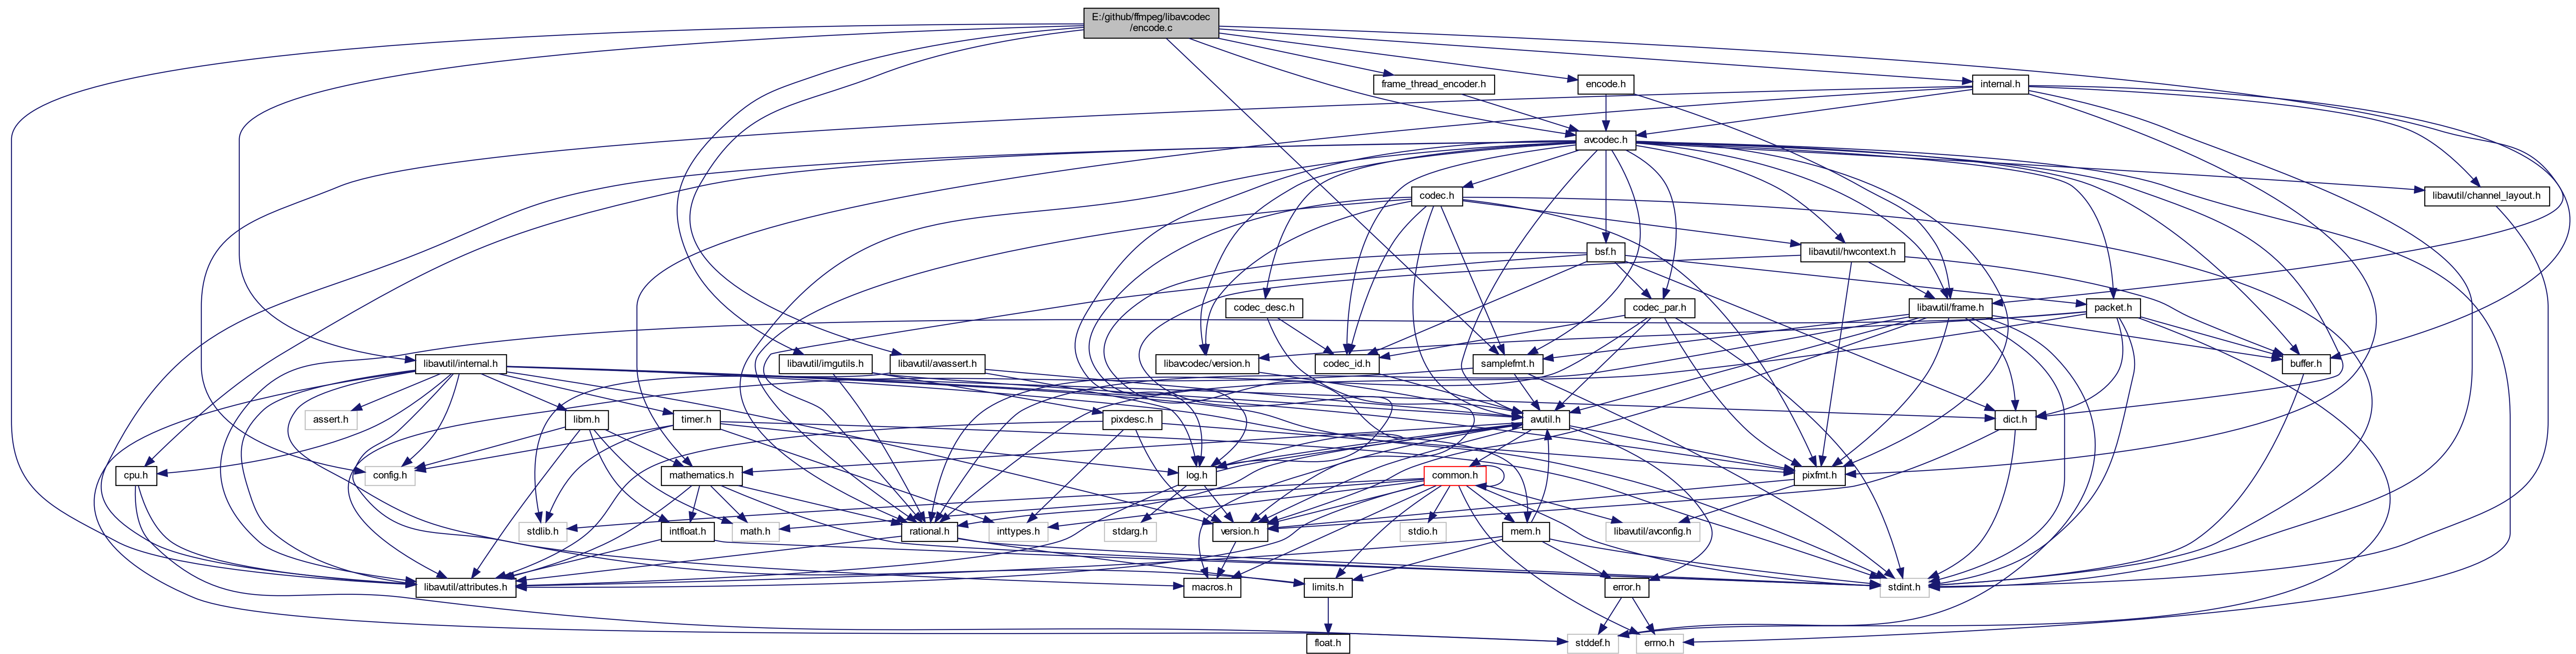 E:/github/ffmpeg/libavcodec
/encode.c
frame_thread_encoder.h
encode.h
internal.h
avcodec.h
codec.h
libavutil/channel_layout.h
bsf.h
libavutil/hwcontext.h
codec_desc.h
codec_par.h
libavutil/frame.h
packet.h
libavutil/internal.h
libavutil/imgutils.h
libavutil/avassert.h
libavcodec/version.h
codec_id.h
samplefmt.h
buffer.h
assert.h
libm.h
timer.h
pixdesc.h
avutil.h
dict.h
cpu.h
config.h
mathematics.h
log.h
common.h
pixfmt.h
stdlib.h
intfloat.h
math.h
rational.h
inttypes.h
stdarg.h
version.h
stdio.h
mem.h
libavutil/avconfig.h
libavutil/attributes.h
macros.h
limits.h
error.h
stdint.h
float.h
stddef.h
errno.h